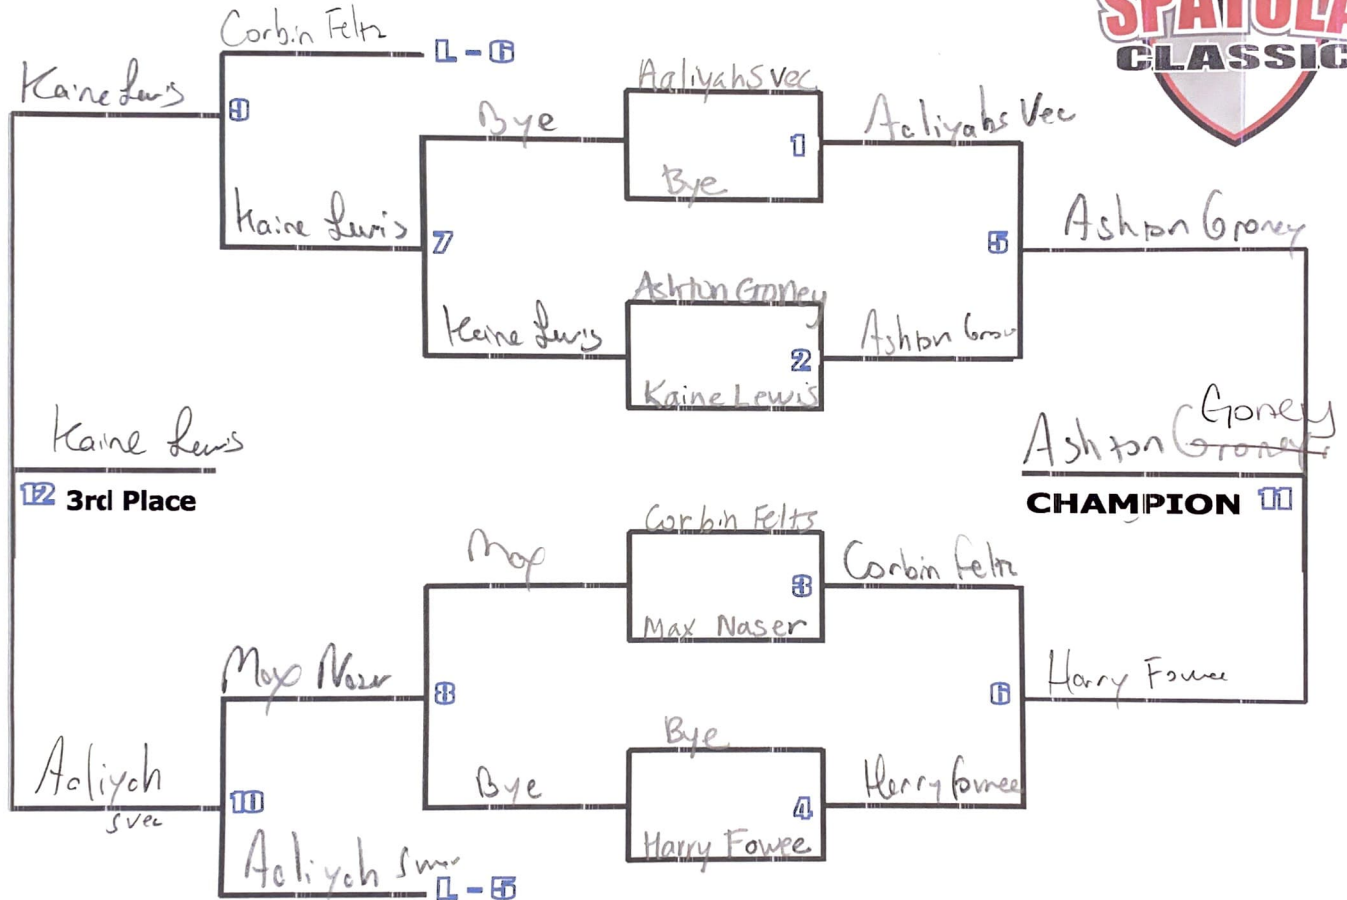 SPATULA
CLASSIC
Corbin Feltz
L - 6
Kaine Lewis
9
Aaliyah Svec
Bye
1
Aaliyah Svec
Bye
Kaine Lewis
7
5
Ashton Groney
Ashton Groney
Kaine Lewis
2
Ashton
Kaine Lewis
Kaine Lewis
Goney
Ashton Groney
12 3rd Place
CHAMPION 11
Corbin Felts
Max
3
Corbin Feltz
Max Naser
Max Naser
8
6
Harry Fowee
Bye
Aaliyah
Svec
10
Bye
4
Harry Fowee
Harry Fowee
Aaliyah
L - 5